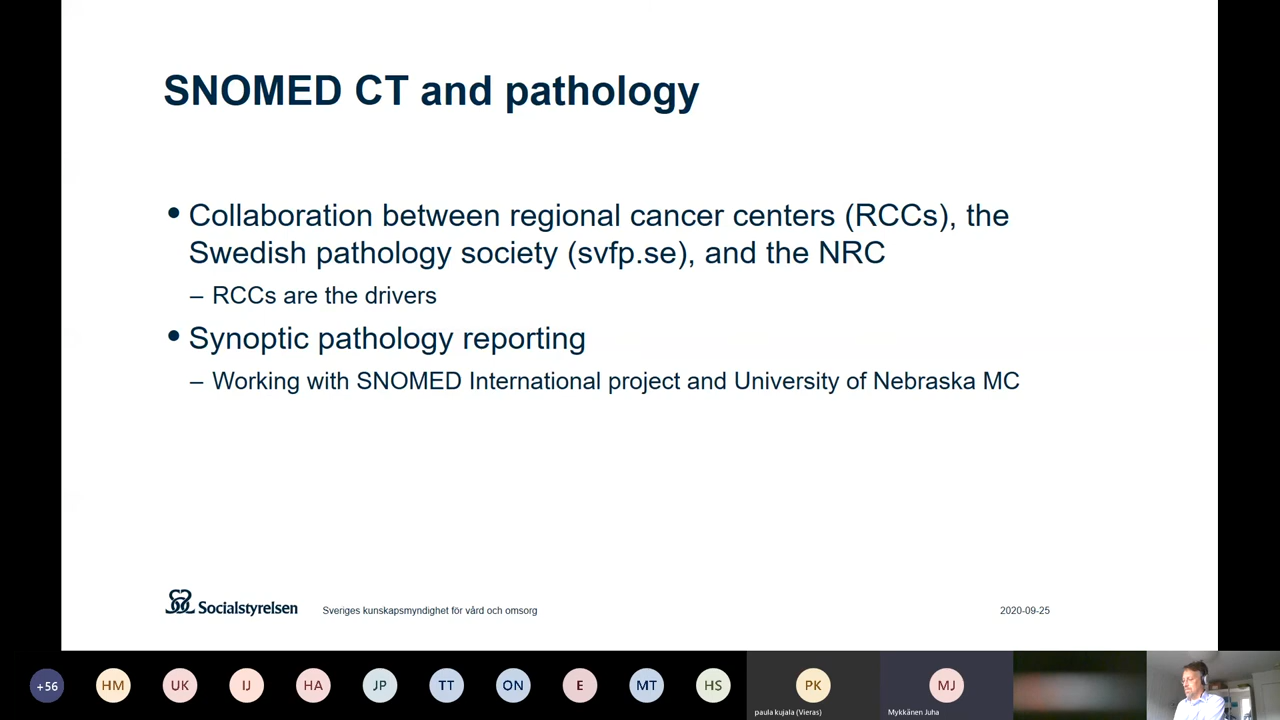 SNOMED CT and pathology
• Collaboration between regional cancer centers (RCCs), the
Swedish pathology society (svfp.se), and the NRC
– RCCs are the drivers
• Synoptic pathology reporting
– Working with SNOMED International project and University of Nebraska MC
Socialstyrelsen
Sveriges kunskapsmyndighet för vård och omsorg
2020-09-25
+56
HM
UK
IJ
HA
JP
TT
ON
E
MT
HS
PK
MJ
paula kujala (Vieras)
Mykkänen Juha